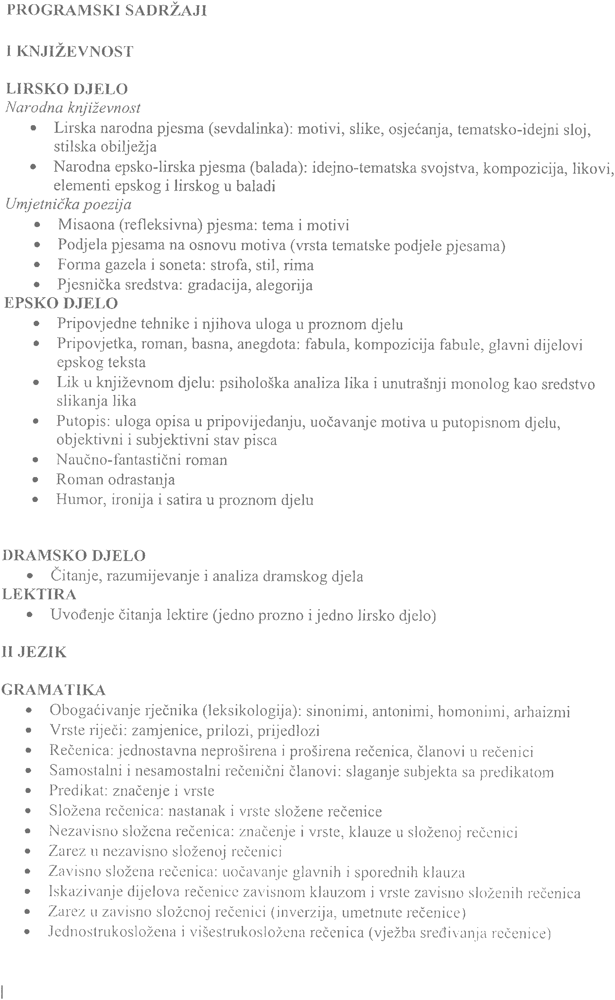 PROGRAMSKI SADRŽAJI
I KNJIŽEVNOST
LIRSKO DJELO
Narodna književnost
• Lirska narodna pjesma (sevdalinka): motivi, slike, osjećanja, tematsko-idejni sloj,
stilska obilježja
• Narodna epsko-lirska pjesma (balada): idejno-tematska svojstva, kompozicija, likovi,
elementi epskog i lirskog u baladi
Umjetnička poezija
• Misaona (refleksivna) pjesma: tema i motivi
• Podjela pjesama na osnovu motiva (vrsta tematske podjele pjesama)
• Forma gazela i soneta: strofa, stil, rima
• Pjesnička sredstva: gradacija, alegorija
EPSKO DJELO
• Pripovjedne tehnike i njihova uloga u proznom djelu
• Pripovjetka, roman, basna, anegdota: fabula, kompozicija fabule, glavni dijelovi
epskog teksta
• Lik u književnom djelu: psihološka analiza lika i unutrašnji monolog kao sredstvo
slikanja lika
• Putopis: uloga opisa u pripovijedanju, uočavanje motiva u putopisnom djelu,
objektivni i subjektivni stav pisca
• Naučno-fantastični roman
• Roman odrastanja
• Humor, ironija i satira u proznom djelu
DRAMSKO DJELO
• Čitanje, razumijevanje i analiza dramskog djela
LEKTIRA
• Uvođenje čitanja lektire (jedno prozno i jedno lirsko djelo)
II JEZIK
GRAMATIKA
• Obogaćivanje rječnika (leksikologija): sinonimi, antonimi, homonimi, arhaizmi
• Vrste riječi: zamjenice, prilozi, prijedlozi
• Rečenica: jednostavna neproširena i proširena rečenica, članovi u rečenici
• Samostalni i nesamostalni rečenični članovi: slaganje subjekta sa predikatom
• Predikat: značenje i vrste
• Složena rečenica: nastanak i vrste složene rečenice
• Nezavisno složena rečenica: značenje i vrste, klauze u složenoj rečenici
• Zarez u nezavisno složenoj rečenici
• Zavisno složena rečenica: uočavanje glavnih i sporednih klauza
• Iskazivanje dijelova rečenice zavisnom klauzom i vrste zavisno složenih rečenica
• Zarez u zavisno složenoj rečenici (inverzija, umetnute rečenice)
• Jednostrukosložena i višestrukosložena rečenica (vježba sređivanja rečenice)